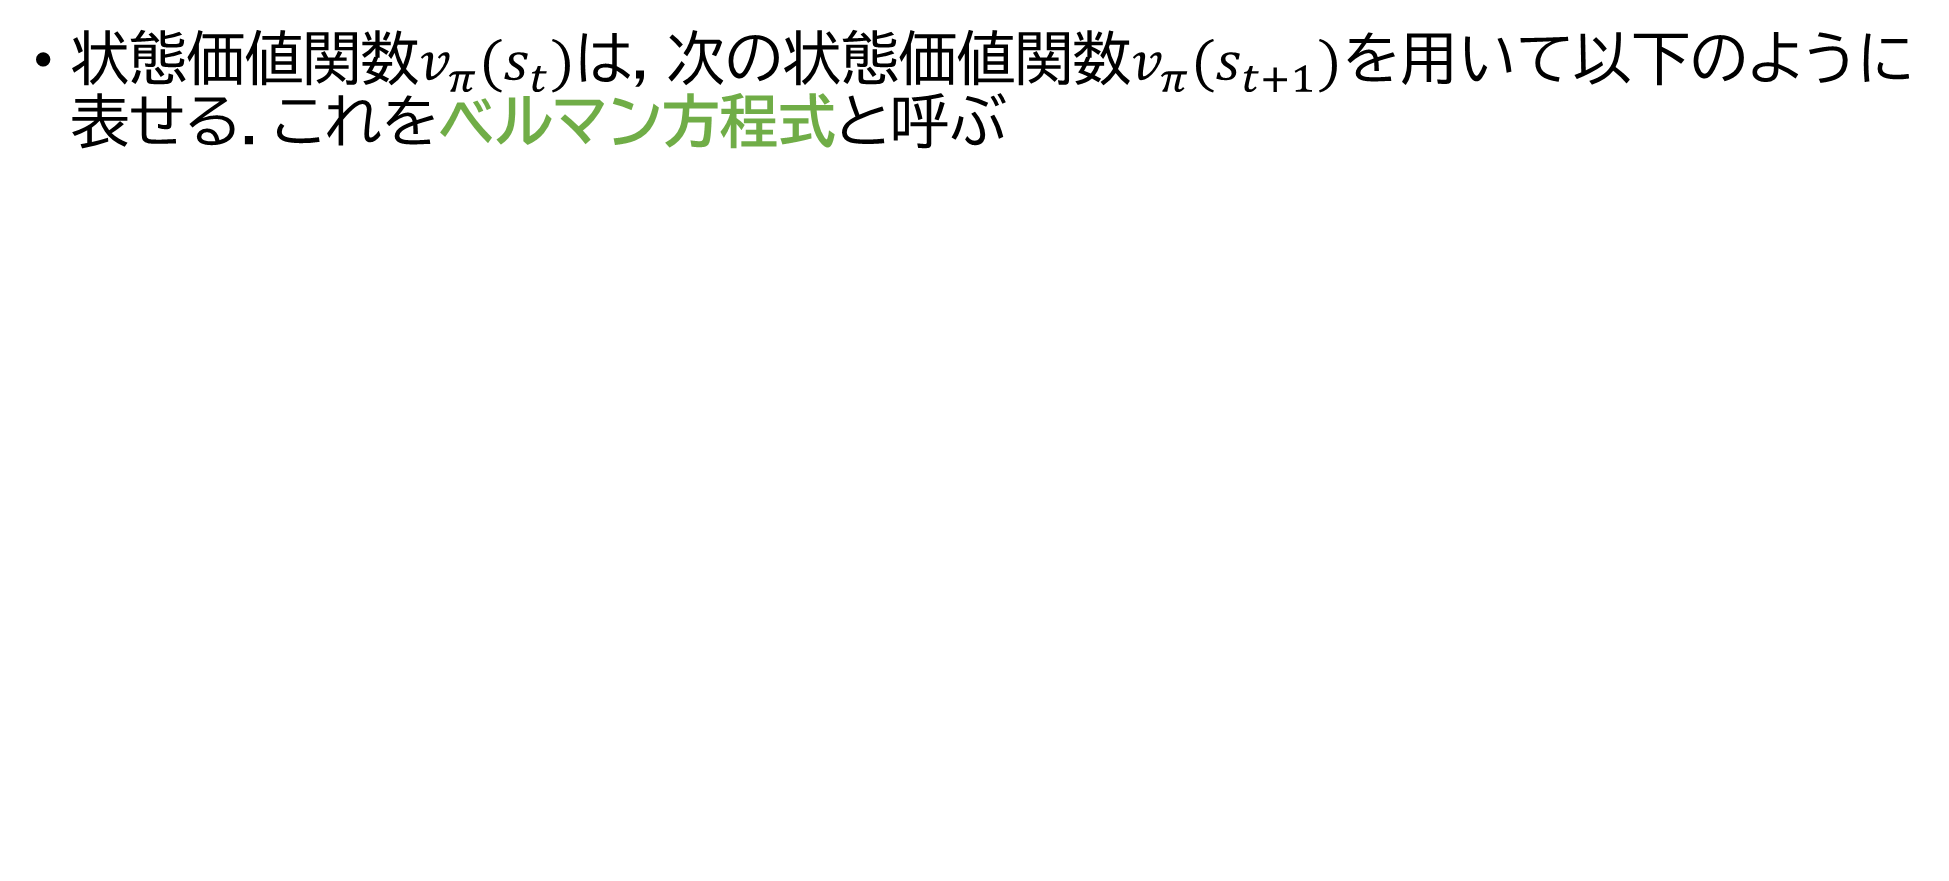 • 状態価値関数𝑣_𝜋(𝑠_𝑡)は, 次の状態価値関数𝑣_𝜋(𝑠_{𝑡+1})を用いて以下のように
表せる. これをベルマン方程式と呼ぶ